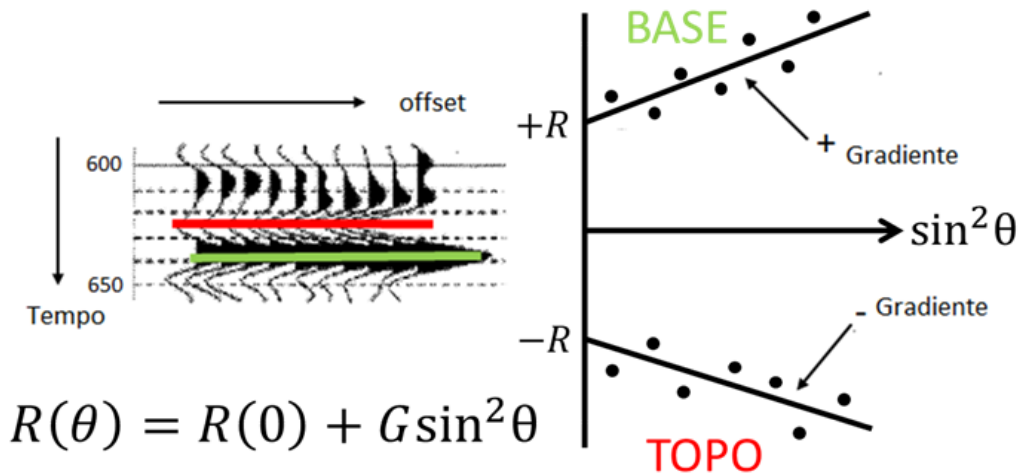 offset
600
650
Tempo
R(θ) = R(0) + Gsin²θ
BASE
+R
+ Gradiente
sin²θ
- Gradiente
−R
TOPO